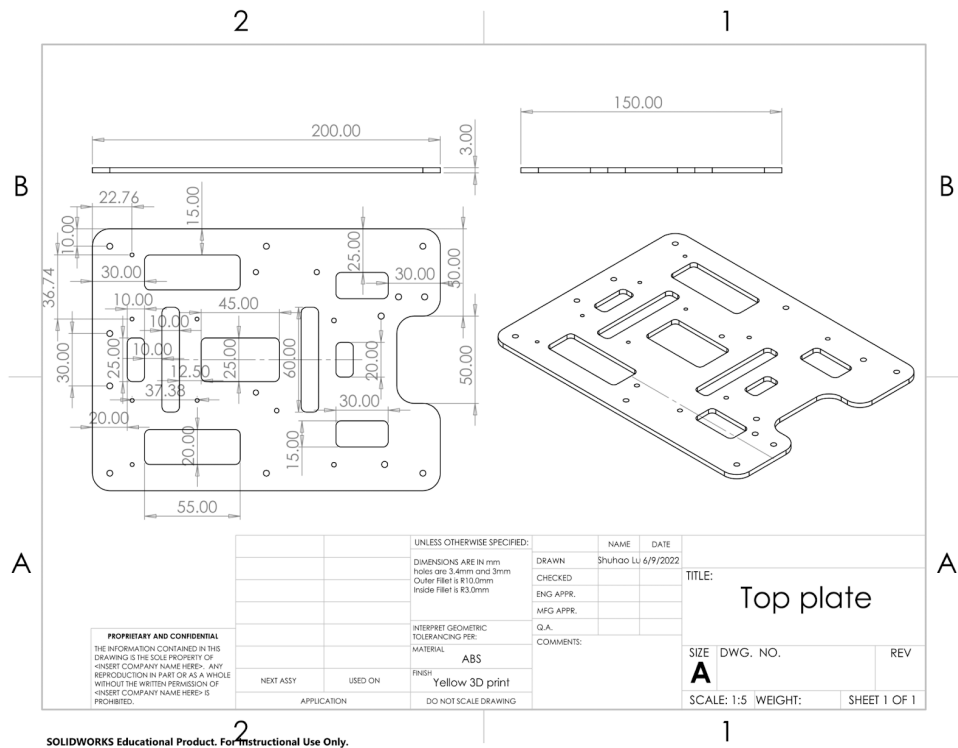 2
1
150.00
200.00
3.00
B
B
22.76
15.00
10.00
25.00
50.00
30.00
30.00
36.74
10.00
45.00
10.00
30.00
25.00
10.00
25.00
60.00
20.00
50.00
12.50
37.38
30.00
20.00
20.00
15.00
55.00
A
A
UNLESS OTHERWISE SPECIFIED:
DIMENSIONS ARE IN mm
holes are 3.4mm and 3mm
Outer Fillet is R10.0mm
Inside Fillet is R3.0mm
INTERPRET GEOMETRIC
TOLERANCING PER:
MATERIAL
ABS
FINISH
Yellow 3D print
DO NOT SCALE DRAWING
NAME
DATE
DRAWN
Shuhao Lu
6/9/2022
CHECKED
ENG APPR.
MFG APPR.
Q.A.
COMMENTS:
TITLE:
Top plate
SIZE
A
DWG. NO.
REV
SCALE: 1:5
WEIGHT:
SHEET 1 OF 1
PROPRIETARY AND CONFIDENTIAL
THE INFORMATION CONTAINED IN THIS
DRAWING IS THE SOLE PROPERTY OF
<INSERT COMPANY NAME HERE>. ANY
REPRODUCTION IN PART OR AS A WHOLE
WITHOUT THE WRITTEN PERMISSION OF
<INSERT COMPANY NAME HERE> IS
PROHIBITED.
NEXT ASSY
USED ON
APPLICATION
2
1
SOLIDWORKS Educational Product. For Instructional Use Only.